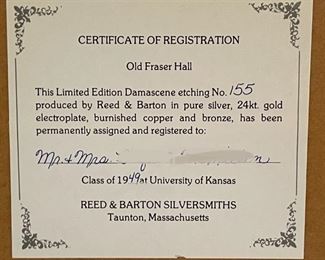 CERTIFICATE OF REGISTRATION
Old Fraser Hall
This Limited Edition Damascene etching No. 155
produced by Reed & Barton in pure silver, 24kt. gold
electroplate, burnished copper and bronze, has been
permanently assigned and registered to:
Mr. & Mrs.
Class of 1949 at University of Kansas
REED & BARTON SILVERSMITHS
Taunton, Massachusetts